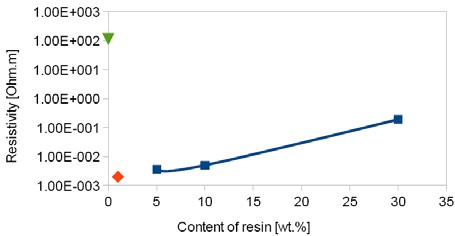 1.00E+003
1.00E+002
1.00E+001
1.00E+000
1.00E-001
1.00E-002
1.00E-003
Resistivity [Ohm.m]
0 5 10 15 20 25 30 35
Content of resin [wt.%]